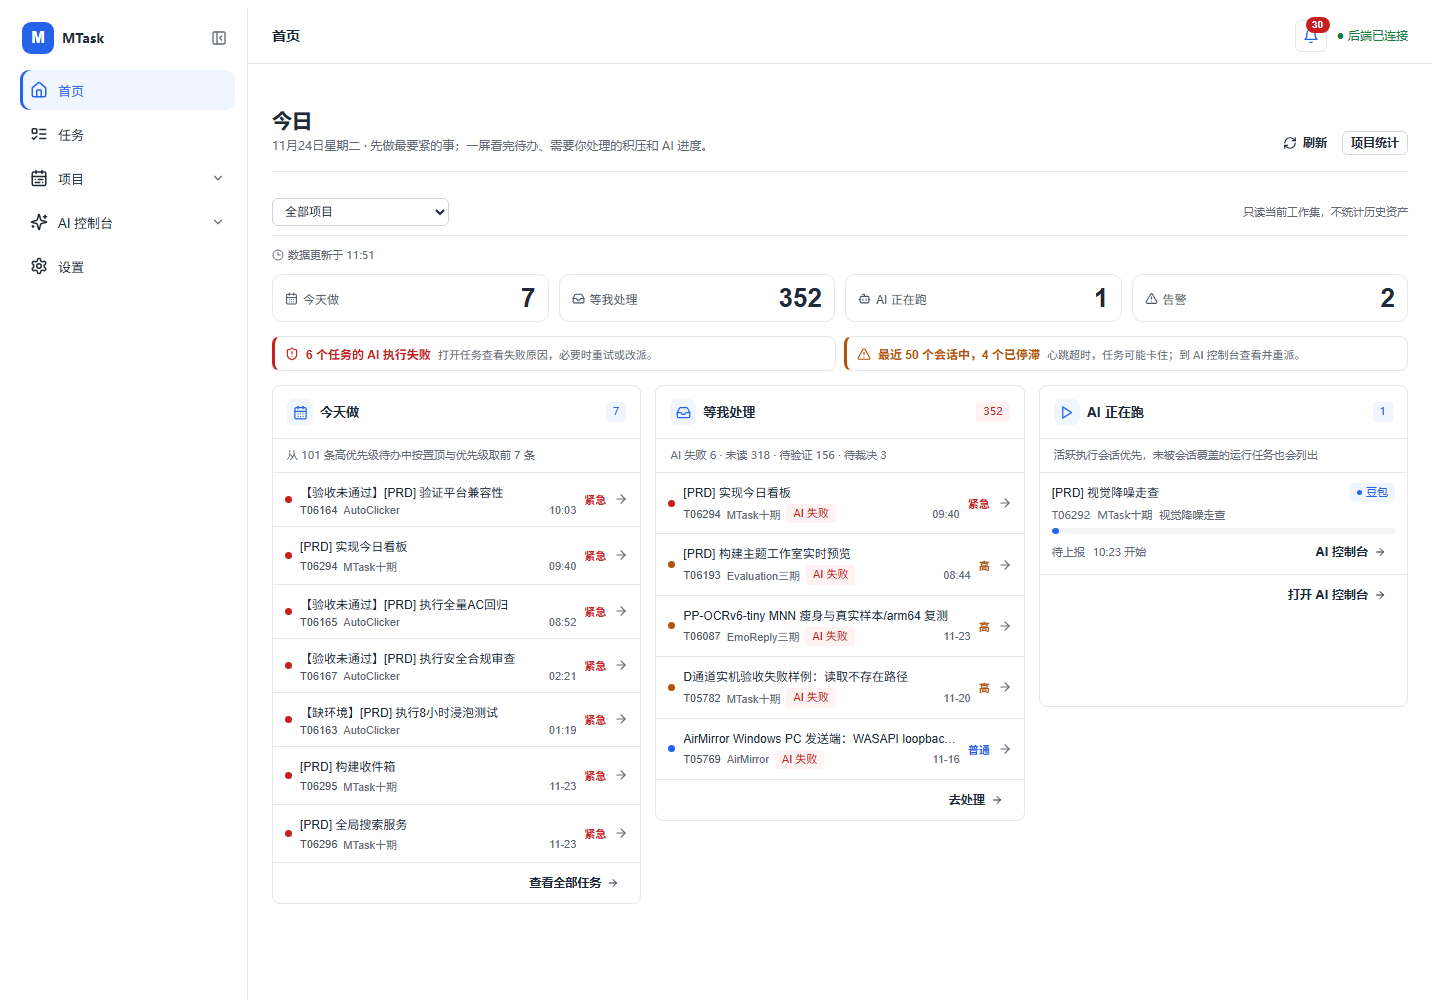 M MTask
首页
任务
项目
AI 控制台
设置
首页
30
后端已连接
今日
11月24日星期二 · 先做最要紧的事；一屏看完待办、需要你处理的积压和 AI 进度。
刷新
项目统计
全部项目
只读当前工作集，不统计历史资产
数据更新于 11:51
今天做 7
等我处理 352
AI 正在跑 1
告警 2
6 个任务的 AI 执行失败 打开任务查看失败原因，必要时重试或改派。
最近 50 个会话中，4 个已停滞 心跳超时，任务可能卡住；到 AI 控制台查看并重派。
今天做 7
从 101 条高优先级待办中按置顶与优先级取前 7 条
【验收未通过】[PRD] 验证平台兼容性
T06164 AutoClicker 10:03 紧急
[PRD] 实现今日看板
T06294 MTask十期 09:40 紧急
【验收未通过】[PRD] 执行全量AC回归
T06165 AutoClicker 08:52 紧急
【验收未通过】[PRD] 执行安全合规审查
T06167 AutoClicker 02:21 紧急
【缺环境】[PRD] 执行8小时浸泡测试
T06163 AutoClicker 01:19 紧急
[PRD] 构建收件箱
T06295 MTask十期 11-23 紧急
[PRD] 全局搜索服务
T06296 MTask十期 11-23 紧急
查看全部任务
等我处理 352
AI 失败 6 · 未读 318 · 待验证 156 · 待裁决 3
[PRD] 实现今日看板
T06294 MTask十期 AI 失败 09:40 紧急
[PRD] 构建主题工作室实时预览
T06193 Evaluation三期 AI 失败 08:44 高
PP-OCRv6-tiny MNN 瘦身与真实样本/arm64 复测
T06087 EmoReply三期 AI 失败 11-23 高
D通道实机验收失败样例：读取不存在路径
T05782 MTask十期 AI 失败 11-20 高
AirMirror Windows PC 发送端：WASAPI loopbac...
T05769 AirMirror AI 失败 11-16 普通
去处理
AI 正在跑 1
活跃执行会话优先，未被会话覆盖的运行任务也会列出
[PRD] 视觉降噪走查 豆包
T06292 MTask十期 视觉降噪走查
待上报 10:23 开始 AI 控制台
打开 AI 控制台